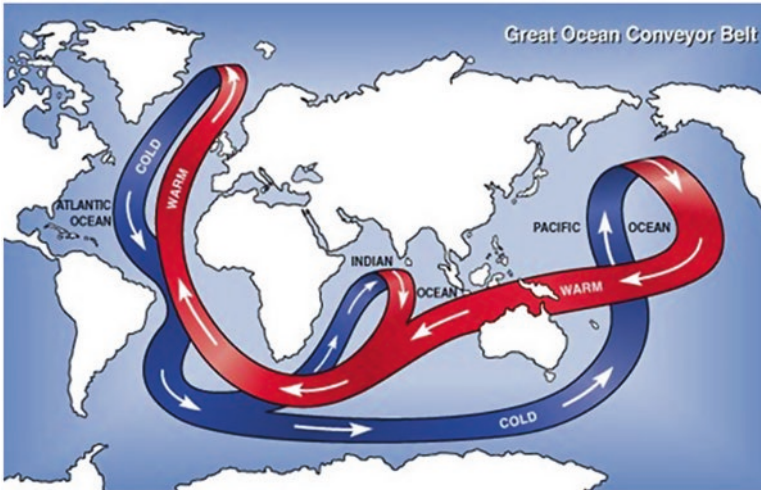 Great Ocean Conveyor Belt
COLD
WARM
ATLANTIC
OCEAN
PACIFIC
OCEAN
INDIAN
OCEAN
WARM
COLD